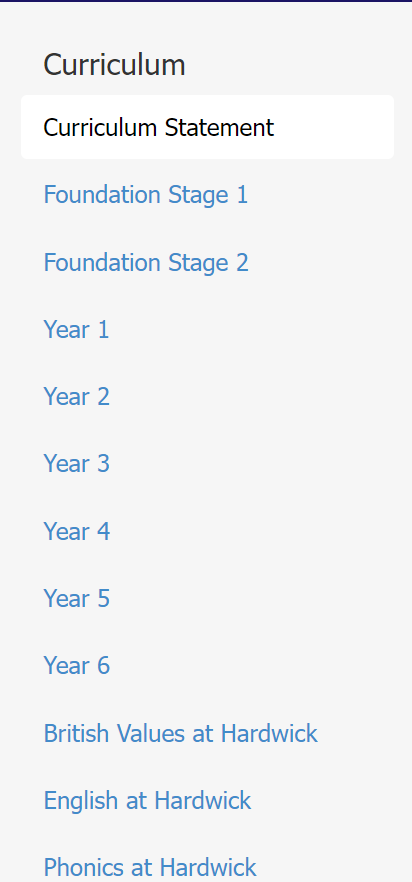 Curriculum
Curriculum Statement
Foundation Stage 1
Foundation Stage 2
Year 1
Year 2
Year 3
Year 4
Year 5
Year 6
British Values at Hardwick
English at Hardwick
Phonics at Hardwick